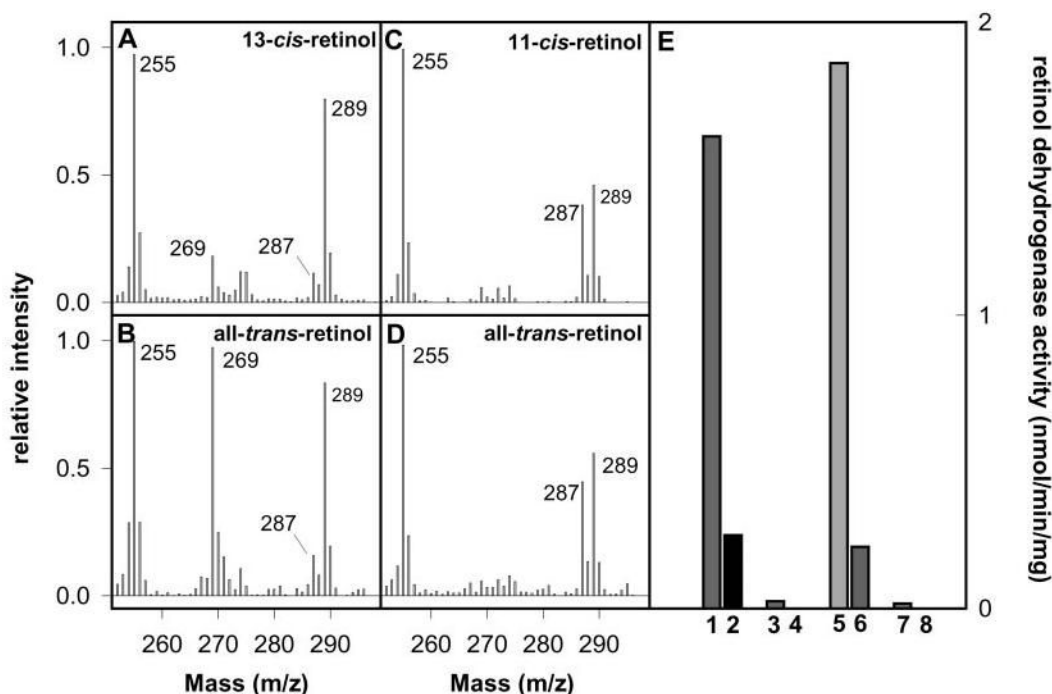 A 13-cis-retinol
255
289
269
287
C 11-cis-retinol
255
287
289
E
B all-trans-retinol
255
269
289
287
D all-trans-retinol
255
287
289
1.0
0.5
0.0
1.0
0.5
0.0
relative intensity
260 270 280 290
Mass (m/z)
260 270 280 290
Mass (m/z)
1 2 3 4 5 6 7 8
2
1
0
retinol dehydrogenase activity (nmol/min/mg)